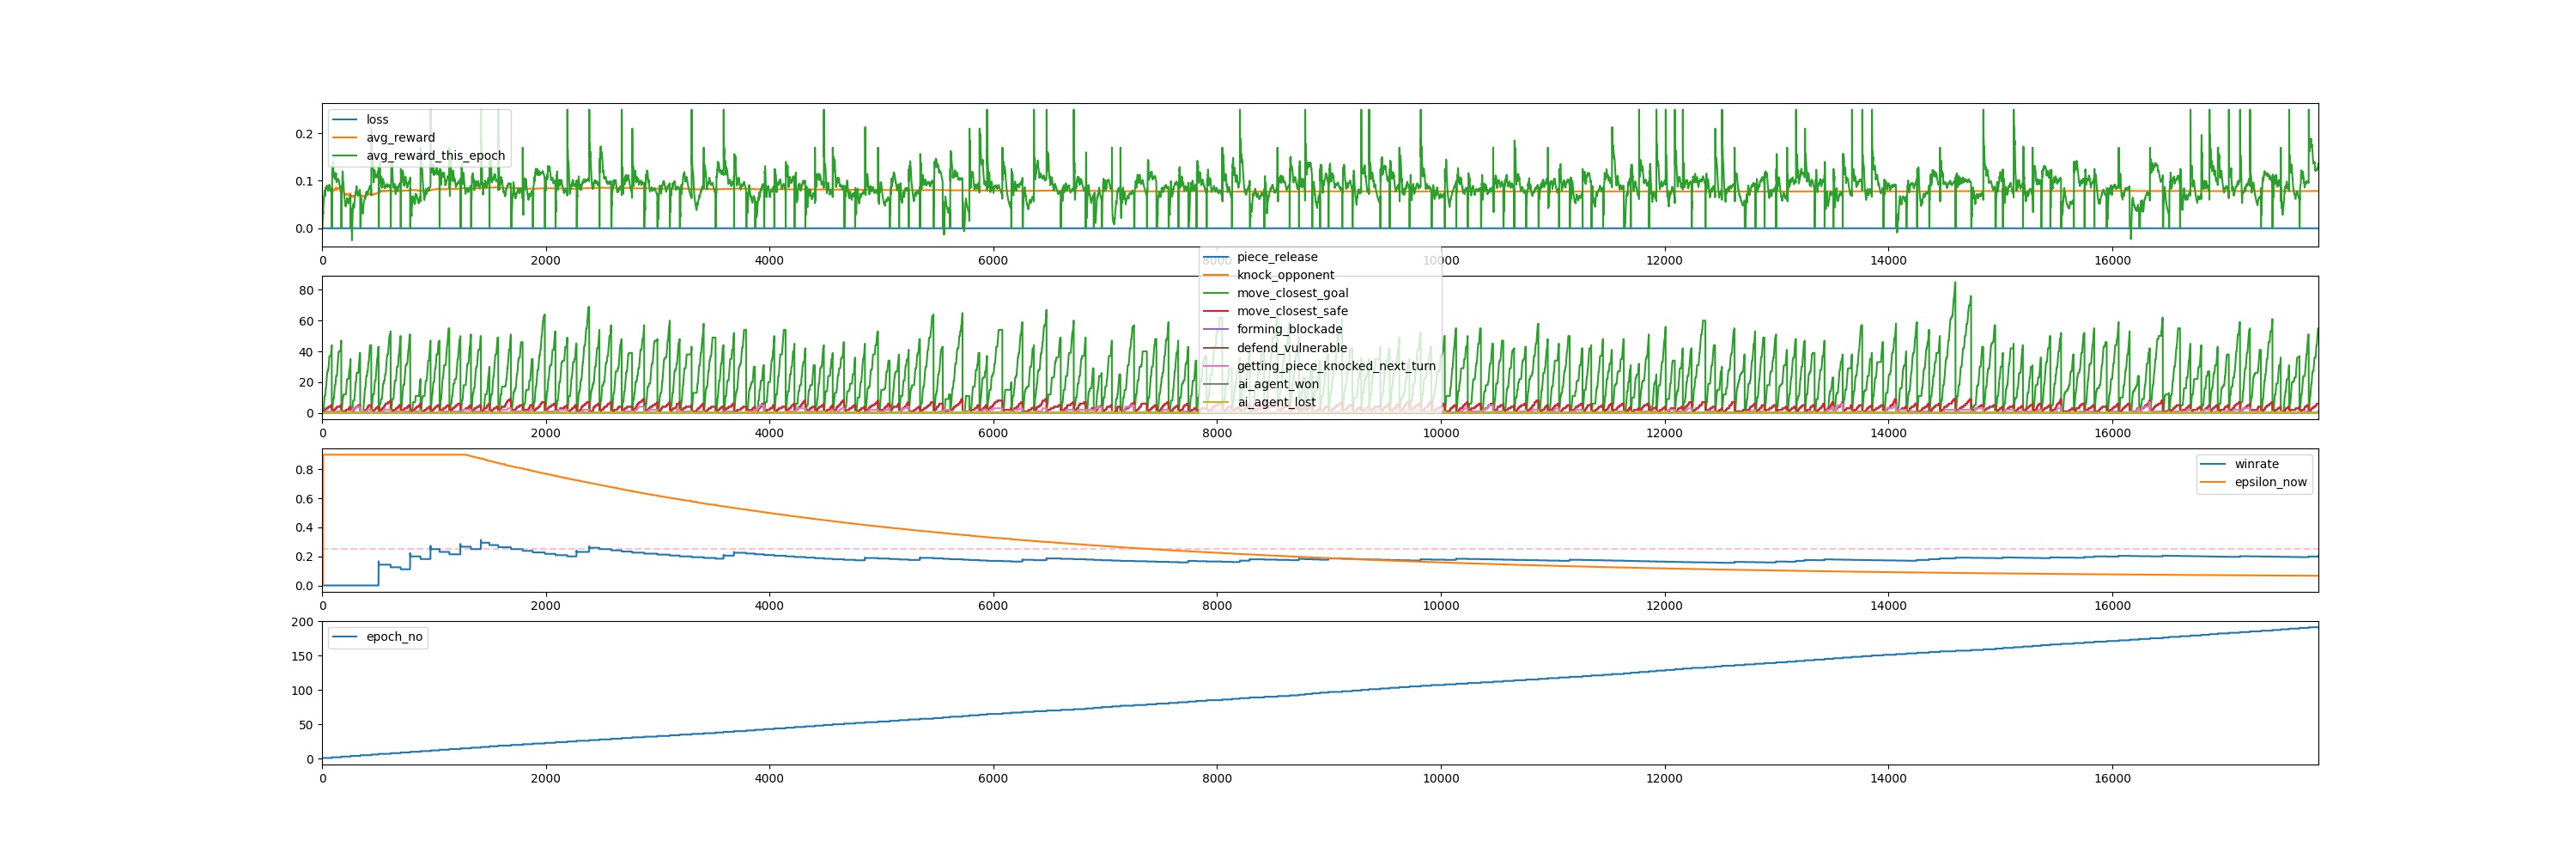 loss
avg_reward
avg_reward_this_epoch
0.2
0.1
0.0
0 2000 4000 6000 8000 10000 12000 14000 16000
piece_release
knock_opponent
move_closest_goal
move_closest_safe
forming_blockade
defend_vulnerable
getting_piece_knocked_next_turn
ai_agent_won
ai_agent_lost
80
60
40
20
0
0 2000 4000 6000 8000 10000 12000 14000 16000
winrate
epsilon_now
0.8
0.6
0.4
0.2
0.0
0 2000 4000 6000 8000 10000 12000 14000 16000
epoch_no
200
150
100
50
0
0 2000 4000 6000 8000 10000 12000 14000 16000